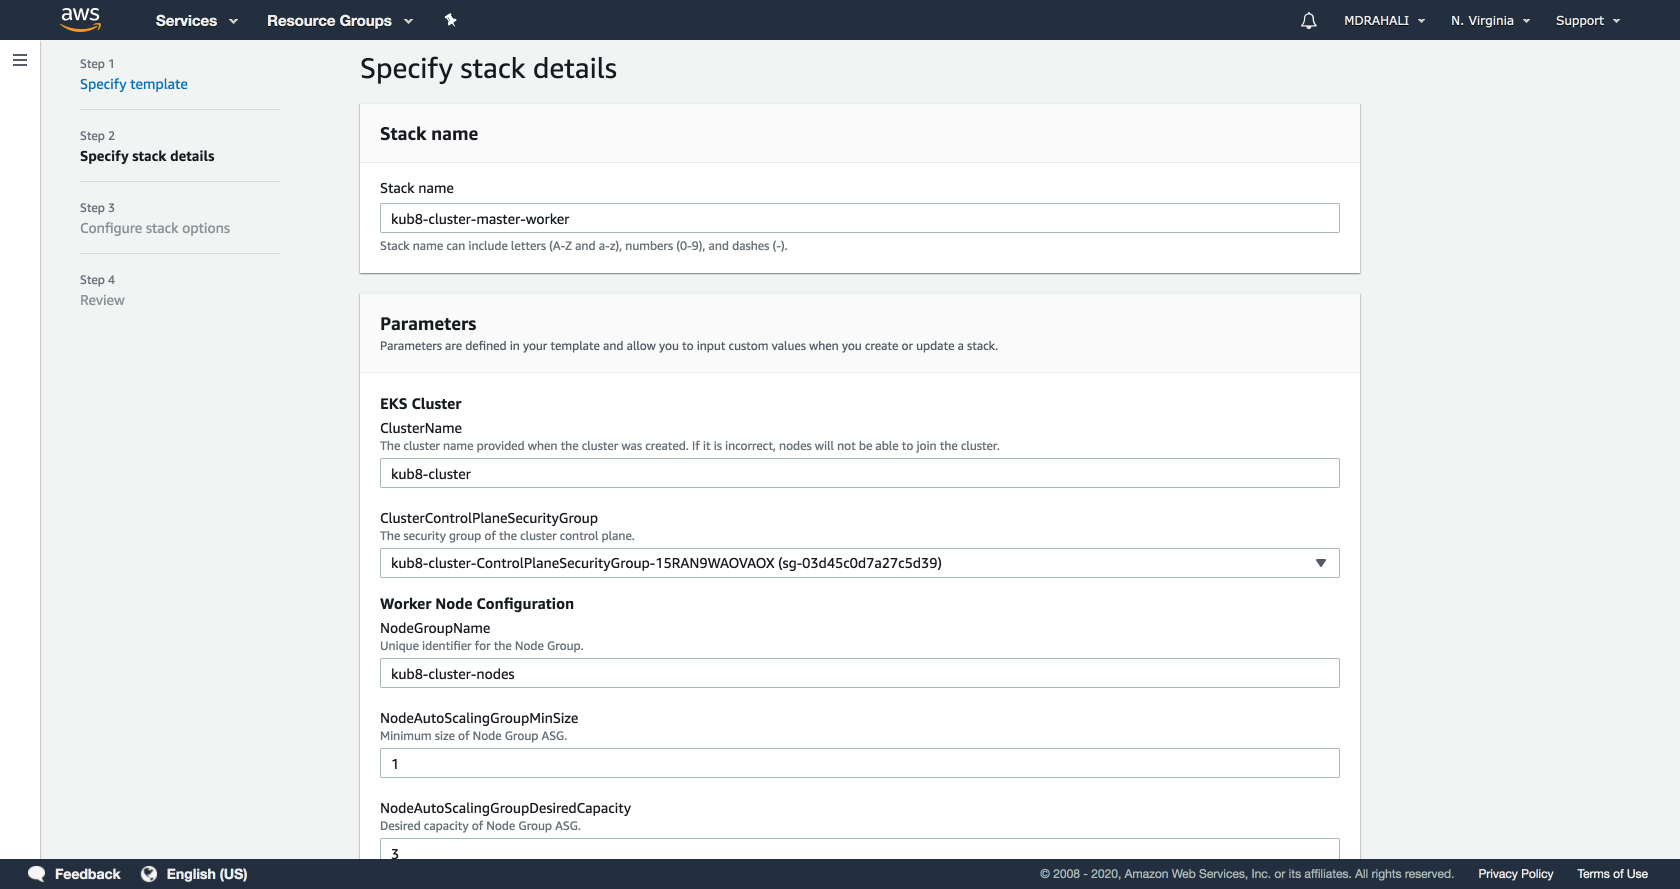 aws Services Resource Groups MDRAHALI N. Virginia Support
Step 1
Specify template
Step 2
Specify stack details
Step 3
Configure stack options
Step 4
Review
Specify stack details
Stack name
Stack name
kub8-cluster-master-worker
Stack name can include letters (A-Z and a-z), numbers (0-9), and dashes (-).
Parameters
Parameters are defined in your template and allow you to input custom values when you create or update a stack.
EKS Cluster
ClusterName
The cluster name provided when the cluster was created. If it is incorrect, nodes will not be able to join the cluster.
kub8-cluster
ClusterControlPlaneSecurityGroup
The security group of the cluster control plane.
kub8-cluster-ControlPlaneSecurityGroup-15RAN9WAOVAOX (sg-03d45c0d7a27c5d39)
Worker Node Configuration
NodeGroupName
Unique identifier for the Node Group.
kub8-cluster-nodes
NodeAutoScalingGroupMinSize
Minimum size of Node Group ASG.
1
NodeAutoScalingGroupDesiredCapacity
Desired capacity of Node Group ASG.
3
Feedback English (US) © 2008 - 2020, Amazon Web Services, Inc. or its affiliates. All rights reserved. Privacy Policy Terms of Use